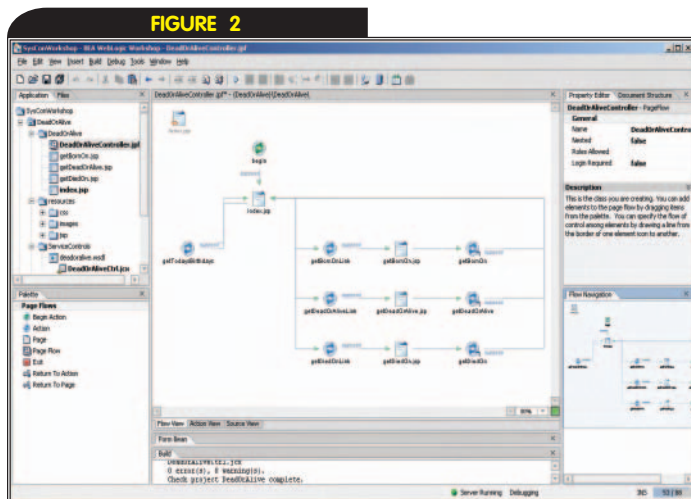 FIGURE 2
SysConWorkshop - BEA WebLogic Workshop - DeadOrAliveController.jpf
File Edit View Insert Build Debug Tools Window Help
Application Files
SysConWorkshop
DeadOrAlive
DeadOrAlive
DeadOrAliveController.jpf
getBornOn.jsp
getDeadOrAlive.jsp
getDiedOn.jsp
index.jsp
resources
css
images
jsp
ServiceControls
deadoralive.wsdl
DeadOrAliveCtrl.jcx
Palette
Page Flows
Begin Action
Action
Page
Page Flow
Exit
Return To Action
Return To Page
DeadOrAliveController.jpf* - {DeadOrAlive}\DeadOrAlive\
begin
index.jsp
getTodaysBirthdays
getBornOnLink
getBornOn.jsp
getBornOn
getDeadOrAliveLink
getDeadOrAlive.jsp
getDeadOrAlive
getDiedOnLink
getDiedOn.jsp
getDiedOn
Flow View Action View Source View
Form Bean
Build
DeadOrAliveCtrl.jcx
0 error(s), 0 warning(s).
Check project DeadOrAlive complete.
Property Editor Document Structure
DeadOrAliveController - PageFlow
General
Name DeadOrAliveContro
Nested false
Roles Allowed
Login Required false
Description
This is the class you are creating. You can add
elements to the page flow by dragging items
from the palette. You can specify the flow of
control among elements by drawing a line from
the border of one element icon to another.
Flow Navigation
Server Running Debugging
INS